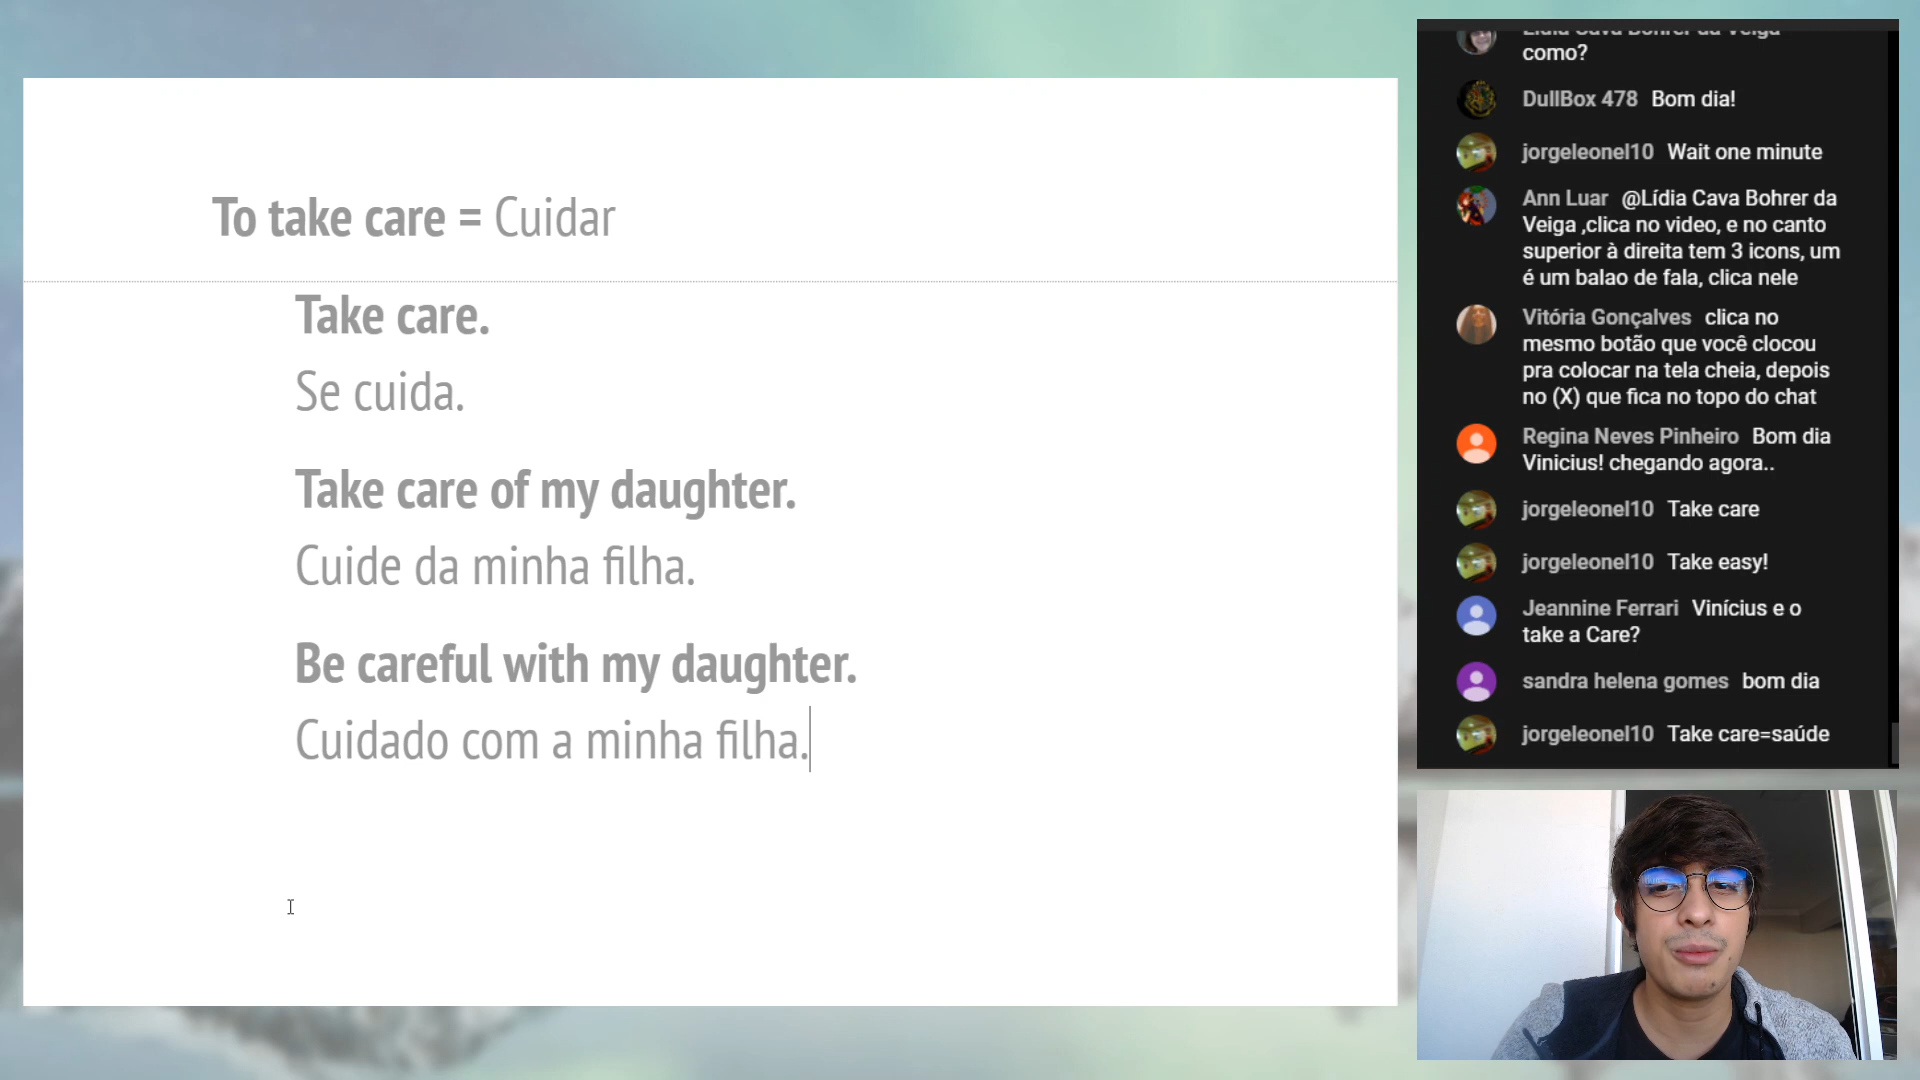 To take care = Cuidar
Take care.
Se cuida.
Take care of my daughter.
Cuide da minha filha.
Be careful with my daughter.
Cuidado com a minha filha.
Lídia Cava Bohrer da Veiga
como?
DullBox 478 Bom dia!
jorgeleonel10 Wait one minute
Ann Luar @Lídia Cava Bohrer da
Veiga ,clica no video, e no canto
superior à direita tem 3 icons, um
é um balao de fala, clica nele
Vitória Gonçalves clica no
mesmo botão que você clocou
pra colocar na tela cheia, depois
no (X) que fica no topo do chat
Regina Neves Pinheiro Bom dia
Vinicius! chegando agora..
jorgeleonel10 Take care
jorgeleonel10 Take easy!
Jeannine Ferrari Vinícius e o
take a Care?
sandra helena gomes bom dia
jorgeleonel10 Take care=saúde